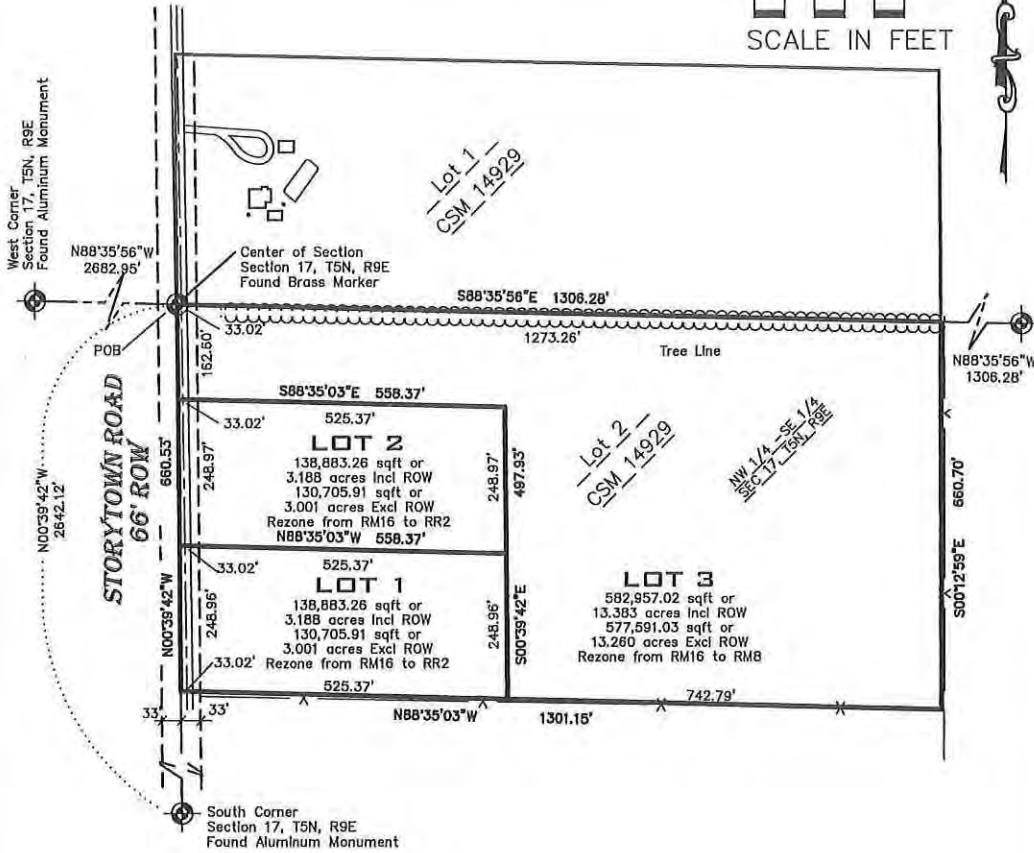 SCALE IN FEET
West Corner
Section 17, T5N, R9E
Found Aluminum Monument
Lot 1
CSM 14929
N88°35'56"W
2682.95'
Center of Section
Section 17, T5N, R9E
Found Brass Marker
S88°35'56"E 1306.28'
33.02'
1273.26'
Tree Line
N88°35'56"W
1306.28'
POB
162.60'
S88°35'03"E 558.37'
33.02'
525.37'
LOT 2
138,883.26 sqft or
3.188 acres Incl ROW
130,705.91 sqft or
3.001 acres Excl ROW
Rezone from RM16 to RR2
N88°35'03"W 558.37'
248.97'
248.97'
497.93'
660.53'
STORYTOWN ROAD
66' ROW
N00°39'42"W
2642.12'
Lot 2
CSM 14929
NW 1/4 - SE 1/4
SEC 17, T5N, R9E
660.70'
33.02'
525.37'
LOT 1
138,883.26 sqft or
3.188 acres Incl ROW
130,705.91 sqft or
3.001 acres Excl ROW
Rezone from RM16 to RR2
N00°39'42"W
248.96'
248.96'
S00°39'42"E
LOT 3
582,957.02 sqft or
13.383 acres Incl ROW
577,591.03 sqft or
13.260 acres Excl ROW
Rezone from RM16 to RM8
S00°12'59"E
33.02'
525.37'
742.79'
33'
33'
N88°35'03"W
1301.15'
South Corner
Section 17, T5N, R9E
Found Aluminum Monument